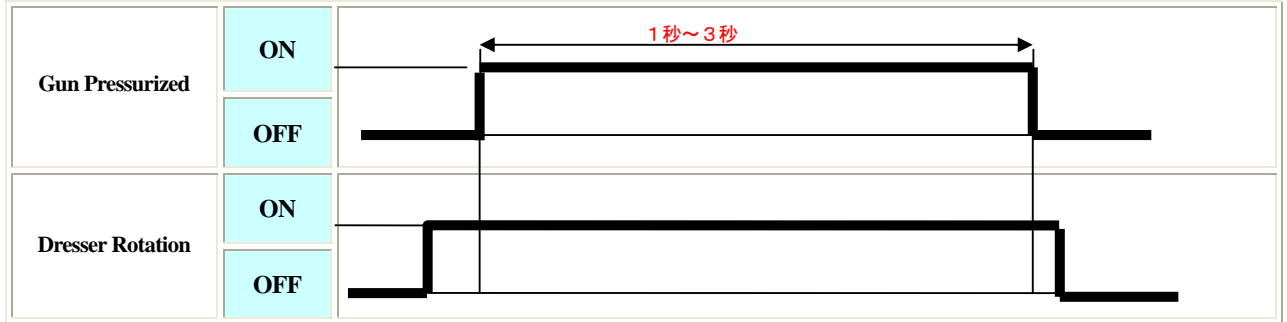 １秒～３秒
Gun Pressurized
ON
OFF
Dresser Rotation
ON
OFF